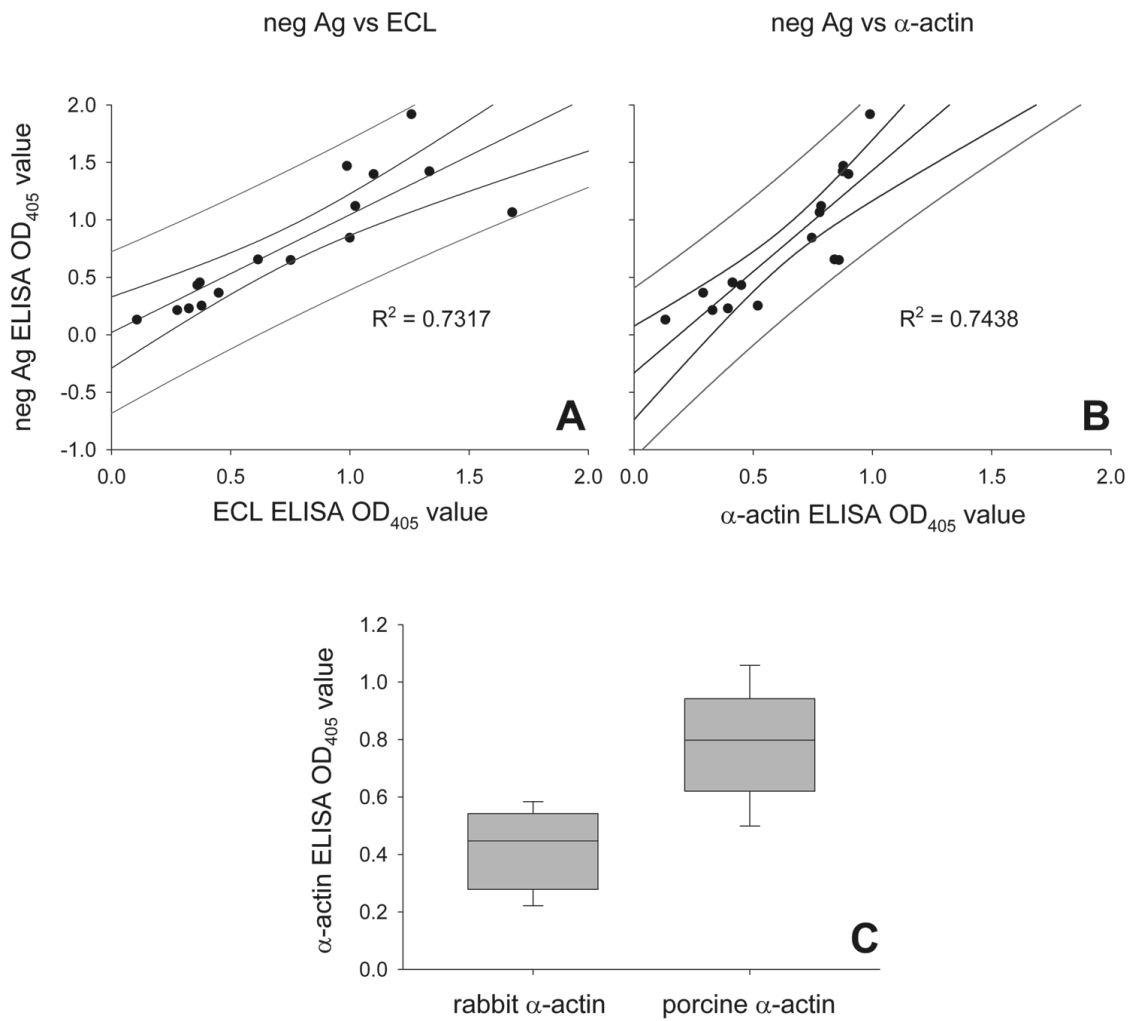 neg Ag vs ECL
neg Ag vs α-actin
neg Ag ELISA OD405 value
2.0
1.5
1.0
0.5
0.0
-0.5
-1.0
R2 = 0.7317
A
0.0 0.5 1.0 1.5 2.0
ECL ELISA OD405 value
R2 = 0.7438
B
0.0 0.5 1.0 1.5 2.0
α-actin ELISA OD405 value
α-actin ELISA OD405 value
1.2
1.0
0.8
0.6
0.4
0.2
0.0
C
rabbit α-actin porcine α-actin